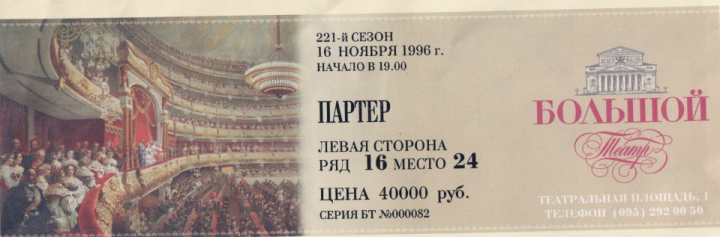 221-й СЕЗОН
16 НОЯБРЯ 1996 г.
НАЧАЛО В 19.00
ПАРТЕР
ЛЕВАЯ СТОРОНА
РЯД 16 МЕСТО 24
ЦЕНА 40000 руб.
СЕРИЯ БТ №000082
БОЛЬШОЙ
Театр
ТЕАТРАЛЬНАЯ ПЛОЩАДЬ, 1
ТЕЛЕФОН (095) 292 00 50